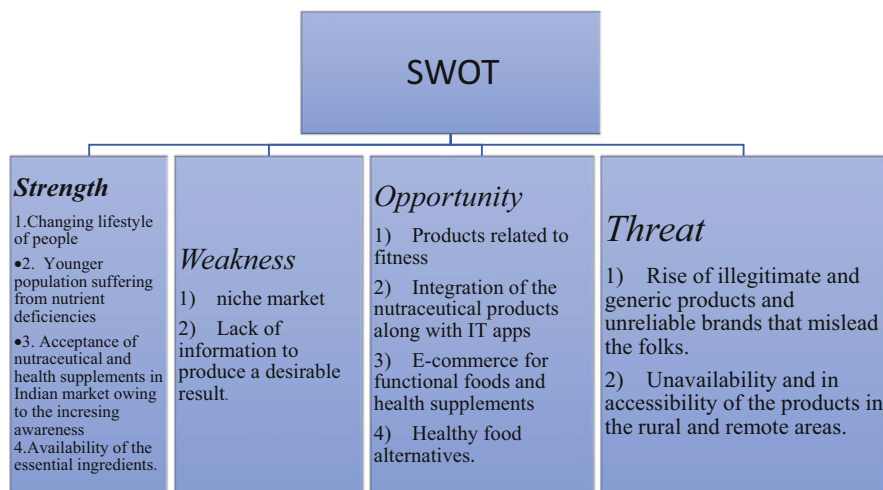 SWOT
Strength
1.Changing lifestyle
of people
•2. Younger
population suffering
from nutrient
deficiencies
•3. Acceptance of
nutraceutical and
health supplements in
Indian market owing
to the incresing
awareness
4.Availability of the
essential ingredients.
Weakness
1) niche market
2) Lack of
information to
produce a desirable
result.
Opportunity
1) Products related to
fitness
2) Integration of the
nutraceutical products
along with IT apps
3) E-commerce for
functional foods and
health supplements
4) Healthy food
alternatives.
Threat
1) Rise of illegitimate and
generic products and
unreliable brands that mislead
the folks.
2) Unavailability and in
accessibility of the products in
the rural and remote areas.